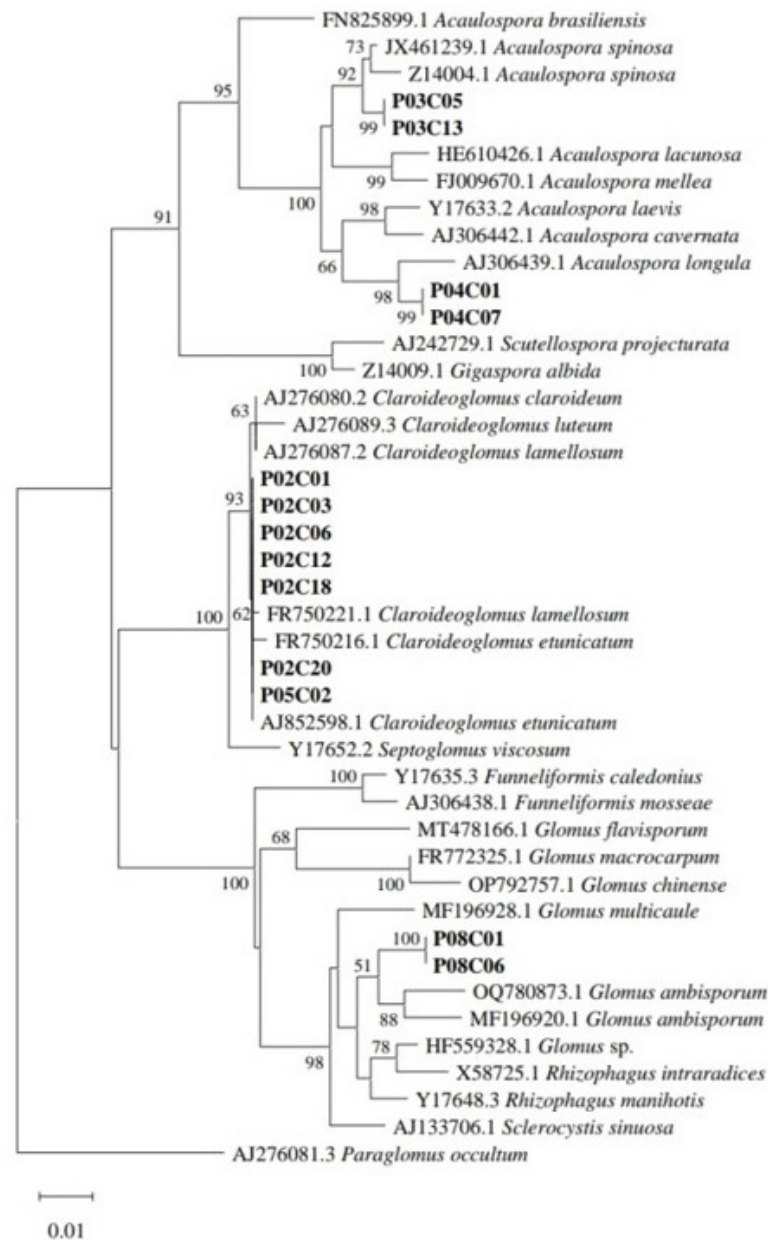 FN825899.1 Acaulospora brasiliensis
73 JX461239.1 Acaulospora spinosa
92 Z14004.1 Acaulospora spinosa
95 P03C05
99 P03C13
HE610426.1 Acaulospora lacunosa
99 FJ009670.1 Acaulospora mellea
100
98 Y17633.2 Acaulospora laevis
91
AJ306442.1 Acaulospora cavernata
66 AJ306439.1 Acaulospora longula
98 P04C01
99 P04C07
AJ242729.1 Scutellospora projecturata
100 Z14009.1 Gigaspora albida
63 AJ276080.2 Claroideoglomus claroideum
AJ276089.3 Claroideoglomus luteum
AJ276087.2 Claroideoglomus lamellosum
P02C01
93
P02C03
P02C06
P02C12
P02C18
100 62 FR750221.1 Claroideoglomus lamellosum
FR750216.1 Claroideoglomus etunicatum
P02C20
P05C02
AJ852598.1 Claroideoglomus etunicatum
Y17652.2 Septoglomus viscosum
100 Y17635.3 Funneliformis caledonius
AJ306438.1 Funneliformis mosseae
68 MT478166.1 Glomus flavisporum
FR772325.1 Glomus macrocarpum
100 100 OP792757.1 Glomus chinense
MF196928.1 Glomus multicaule
100 P08C01
51 P08C06
OQ780873.1 Glomus ambisporum
88 MF196920.1 Glomus ambisporum
78 HF559328.1 Glomus sp.
98 X58725.1 Rhizophagus intraradices
Y17648.3 Rhizophagus manihotis
AJ133706.1 Sclerocystis sinuosa
AJ276081.3 Paraglomus occultum
0.01